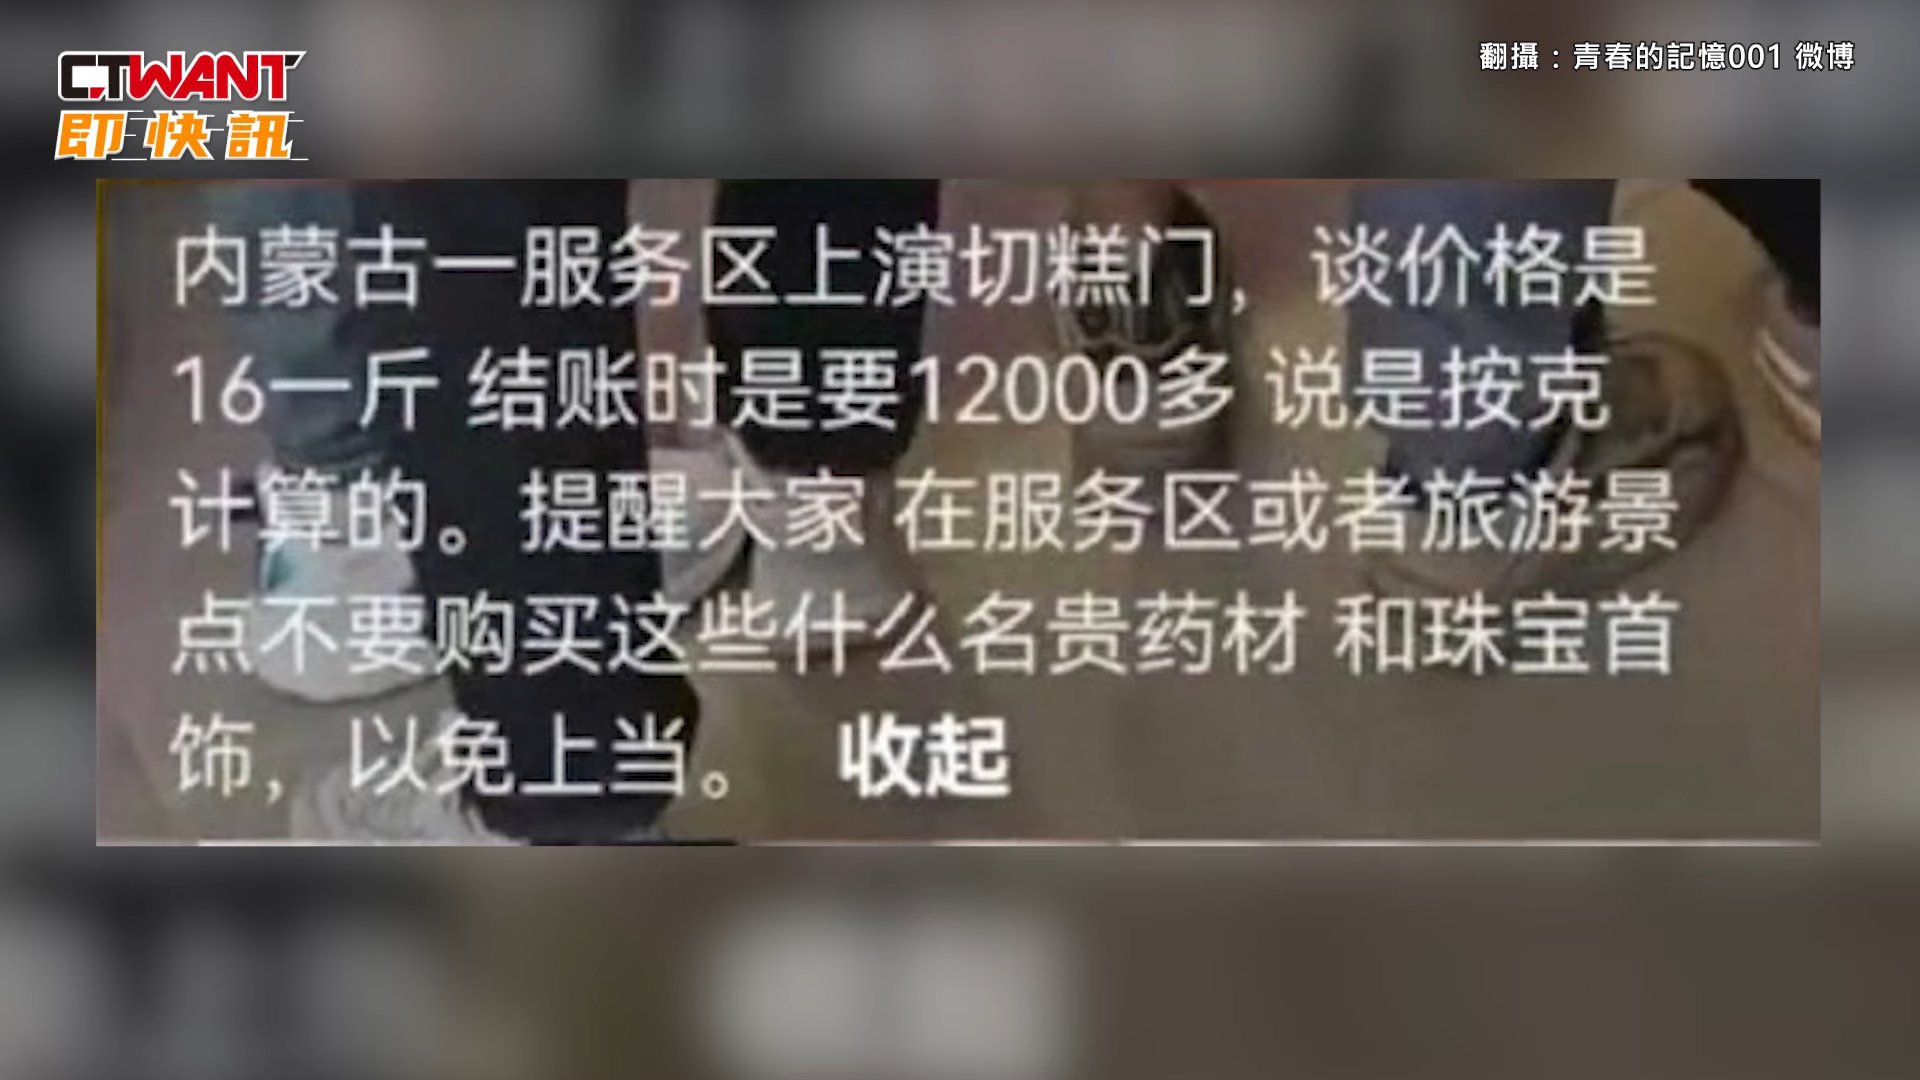 CTWANT
即快訊
翻攝：青春的記憶001 微博
内蒙古一服务区上演切糕门，谈价格是
16一斤 结账时是要12000多 说是按克
计算的。提醒大家 在服务区或者旅游景
点不要购买这些什么名贵药材 和珠宝首
饰，以免上当。 收起